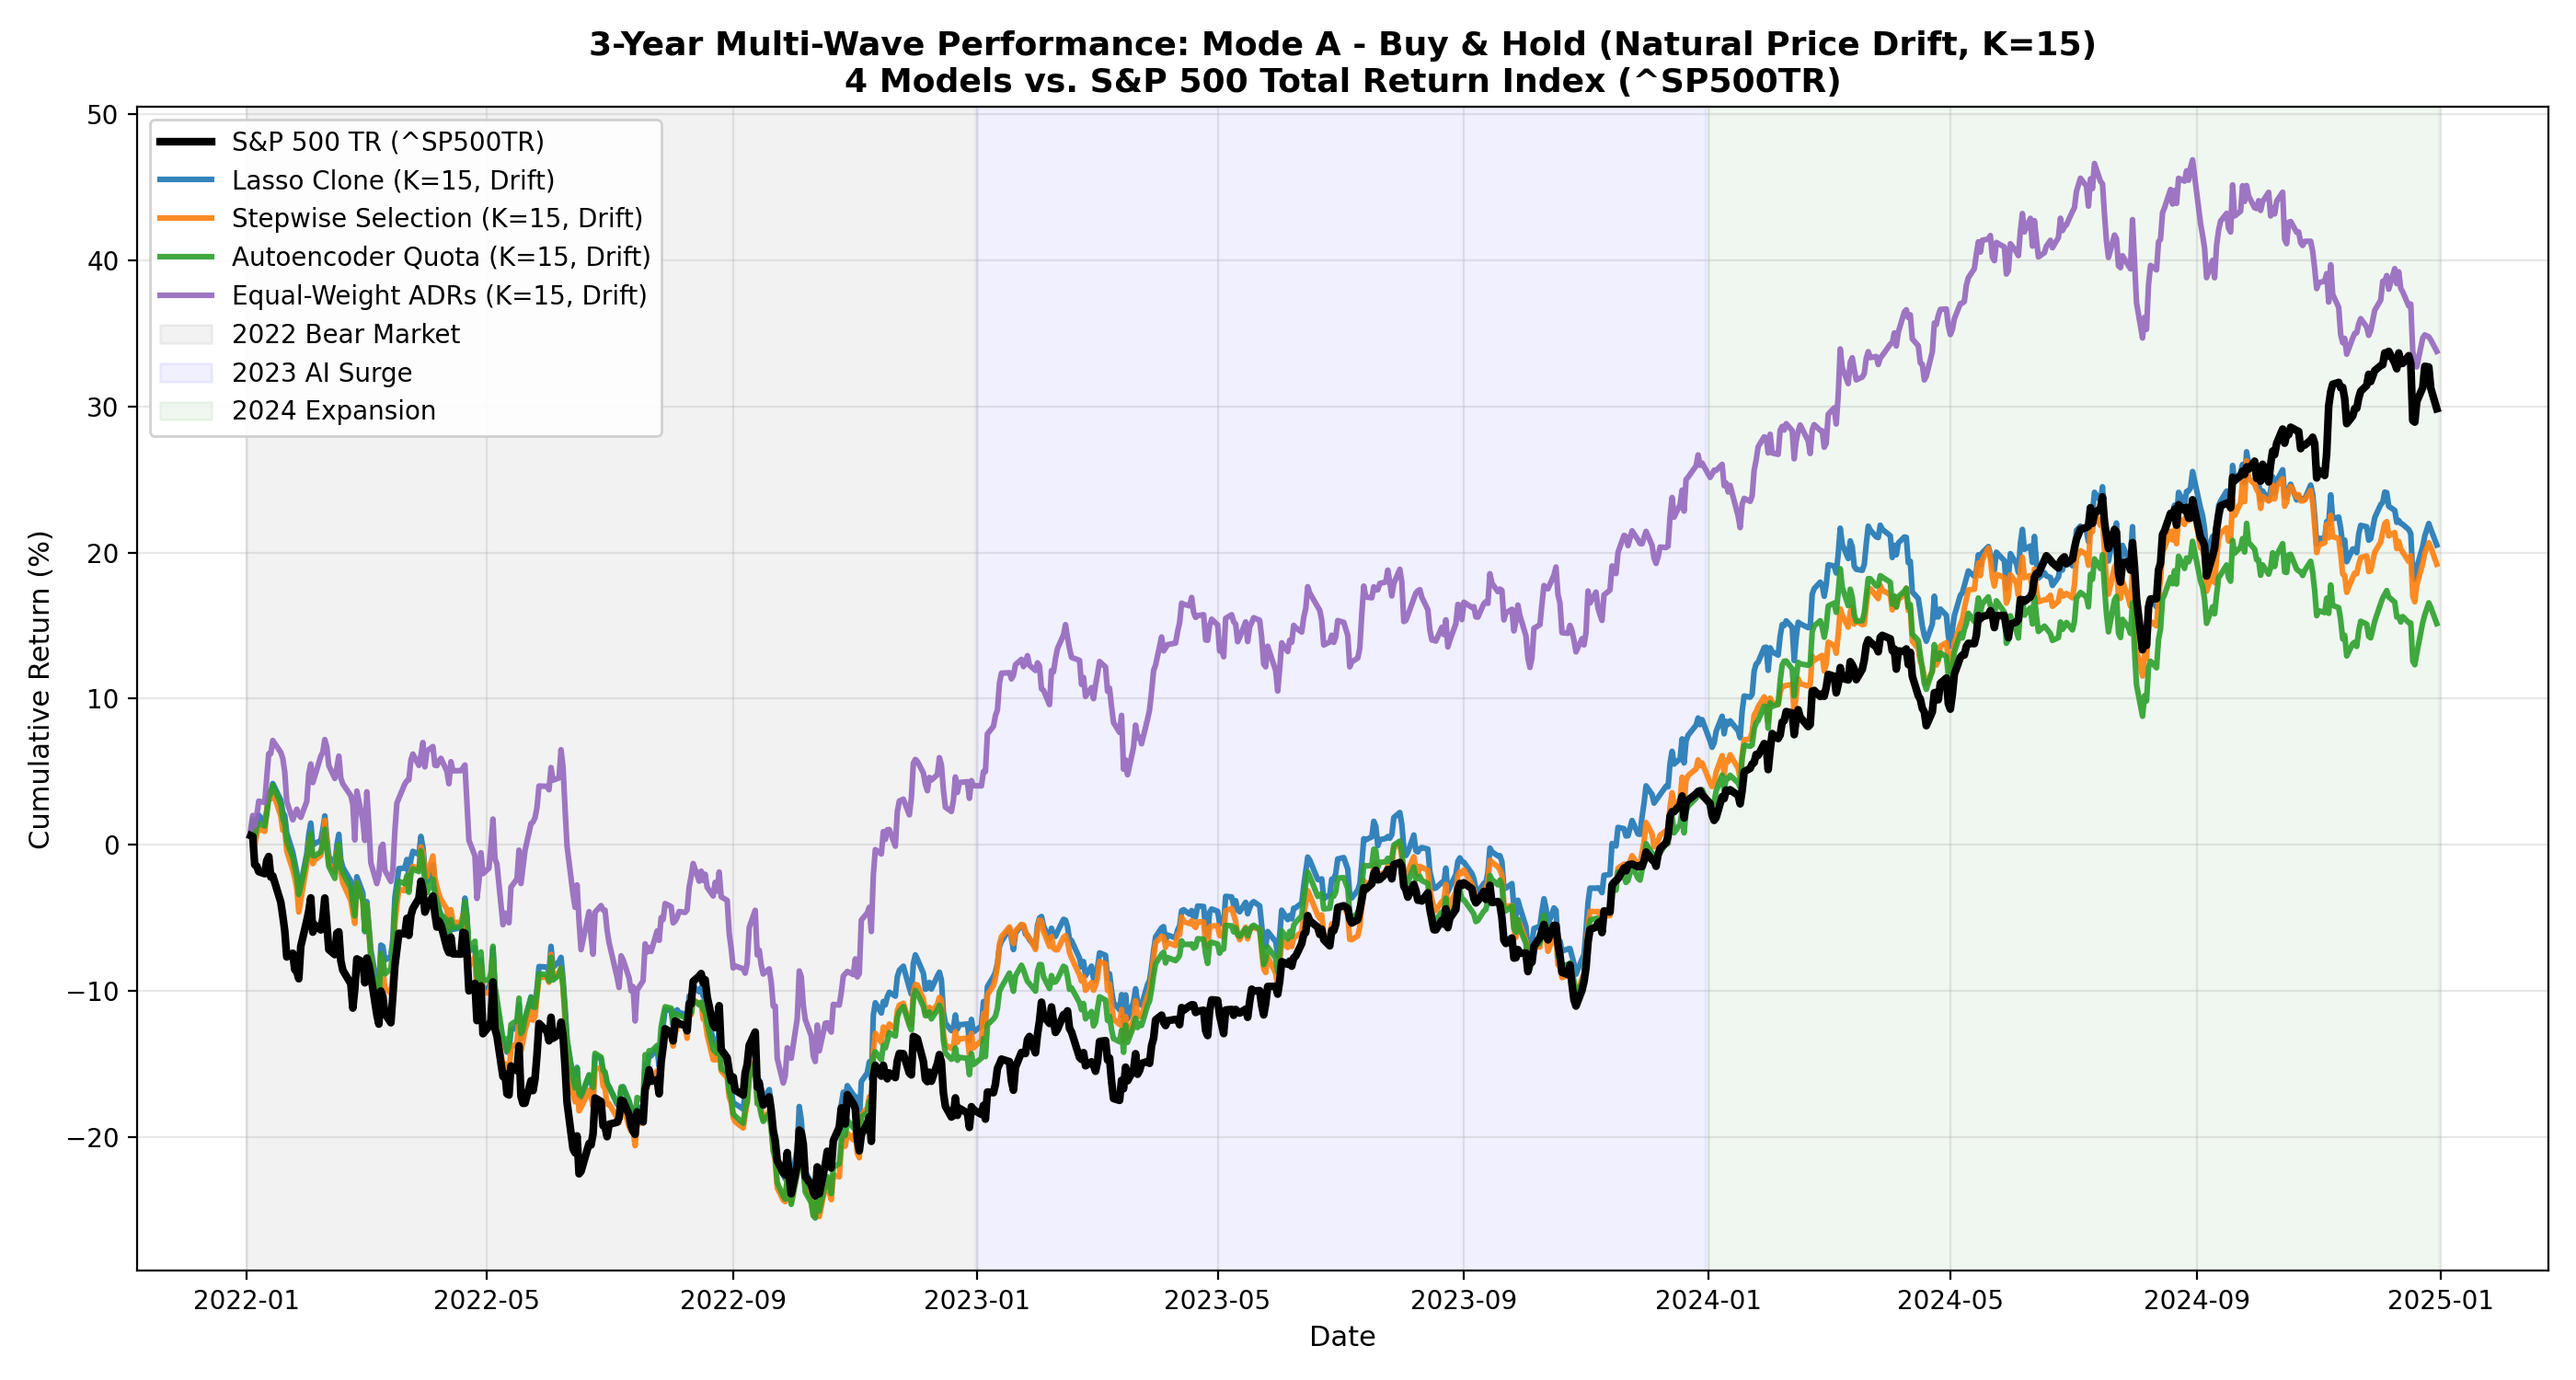 3-Year Multi-Wave Performance: Mode A - Buy & Hold (Natural Price Drift, K=15)
4 Models vs. S&P 500 Total Return Index (^SP500TR)
S&P 500 TR (^SP500TR)
Lasso Clone (K=15, Drift)
Stepwise Selection (K=15, Drift)
Autoencoder Quota (K=15, Drift)
Equal-Weight ADRs (K=15, Drift)
2022 Bear Market
2023 AI Surge
2024 Expansion
Cumulative Return (%)
50
40
30
20
10
0
−10
−20
2022-01
2022-05
2022-09
2023-01
2023-05
2023-09
2024-01
2024-05
2024-09
2025-01
Date